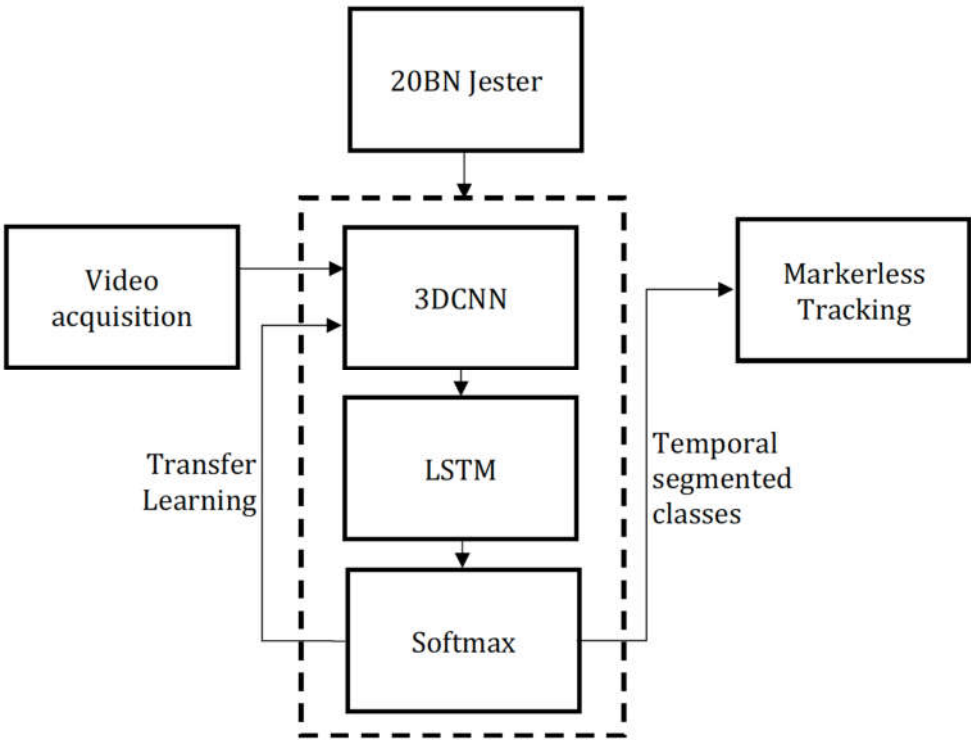 20BN Jester
Video
acquisition
3DCNN
Markerless
Tracking
Transfer
Learning
LSTM
Temporal
segmented
classes
Softmax